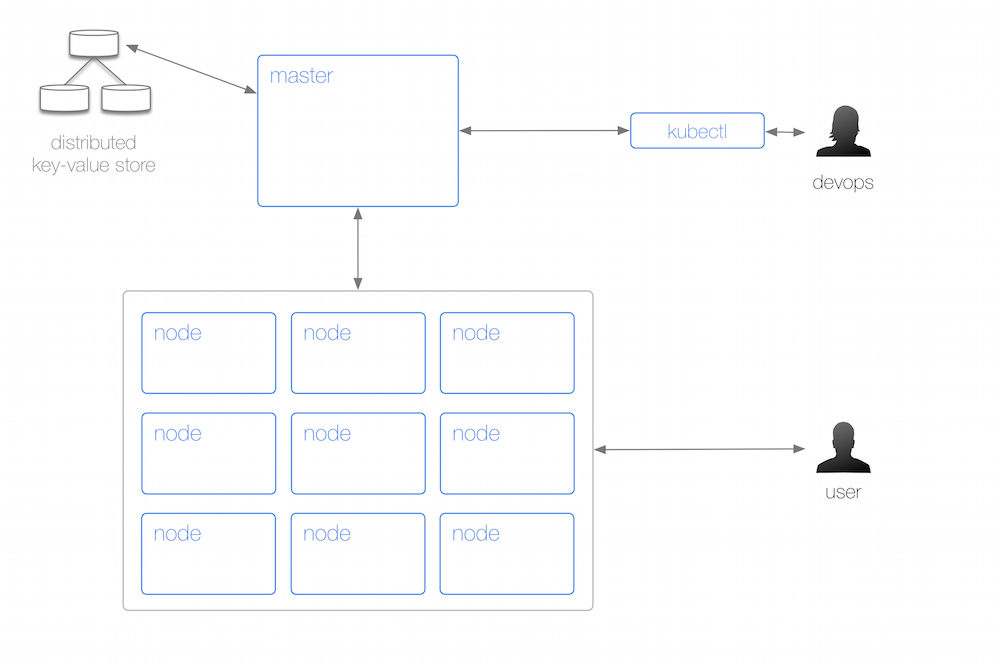 master
kubectl
distributed
key-value store
devops
node
node
node
node
node
node
user
node
node
node